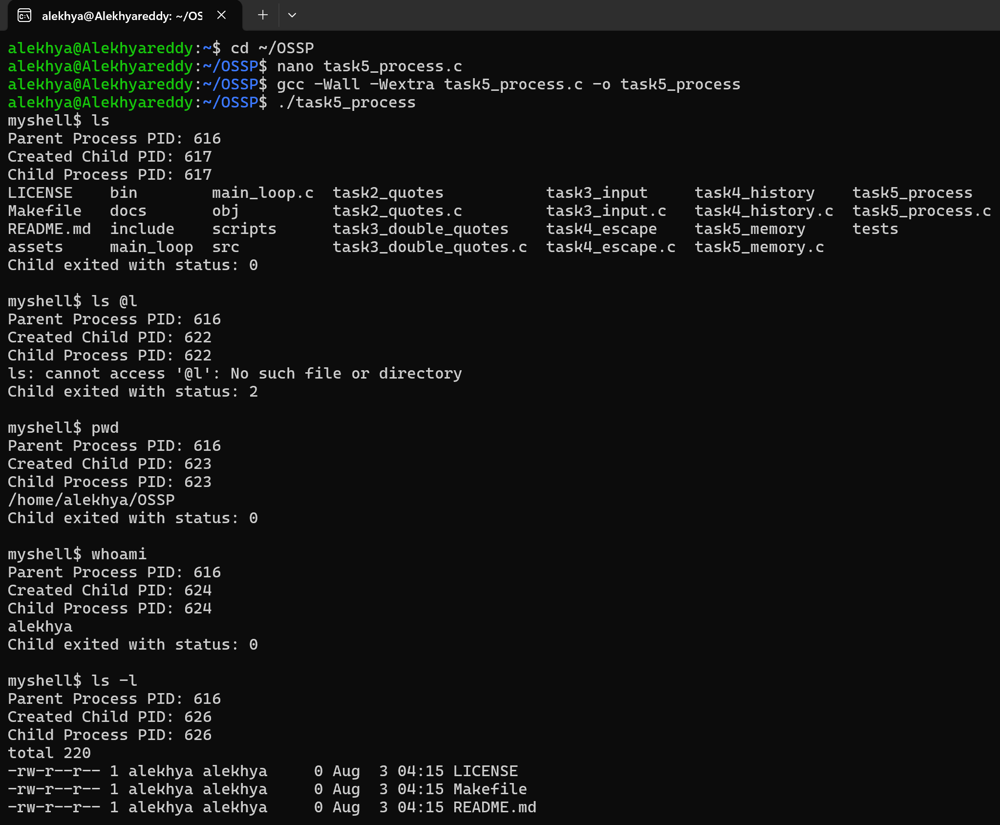 alekhya@Alekhyareddy: ~/OS
alekhya@Alekhyareddy:~$ cd ~/OSSP
alekhya@Alekhyareddy:~/OSSP$ nano task5_process.c
alekhya@Alekhyareddy:~/OSSP$ gcc -Wall -Wextra task5_process.c -o task5_process
alekhya@Alekhyareddy:~/OSSP$ ./task5_process
myshell$ ls
Parent Process PID: 616
Created Child PID: 617
Child Process PID: 617
LICENSE    bin        main_loop.c  task2_quotes           task3_input     task4_history    task5_process
Makefile   docs       obj          task2_quotes.c         task3_input.c   task4_history.c  task5_process.c
README.md  include    scripts      task3_double_quotes    task4_escape    task5_memory     tests
assets     main_loop  src          task3_double_quotes.c  task4_escape.c  task5_memory.c
Child exited with status: 0

myshell$ ls @l
Parent Process PID: 616
Created Child PID: 622
Child Process PID: 622
ls: cannot access '@l': No such file or directory
Child exited with status: 2

myshell$ pwd
Parent Process PID: 616
Created Child PID: 623
Child Process PID: 623
/home/alekhya/OSSP
Child exited with status: 0

myshell$ whoami
Parent Process PID: 616
Created Child PID: 624
Child Process PID: 624
alekhya
Child exited with status: 0

myshell$ ls -l
Parent Process PID: 616
Created Child PID: 626
Child Process PID: 626
total 220
-rw-r--r-- 1 alekhya alekhya     0 Aug  3 04:15 LICENSE
-rw-r--r-- 1 alekhya alekhya     0 Aug  3 04:15 Makefile
-rw-r--r-- 1 alekhya alekhya     0 Aug  3 04:15 README.md